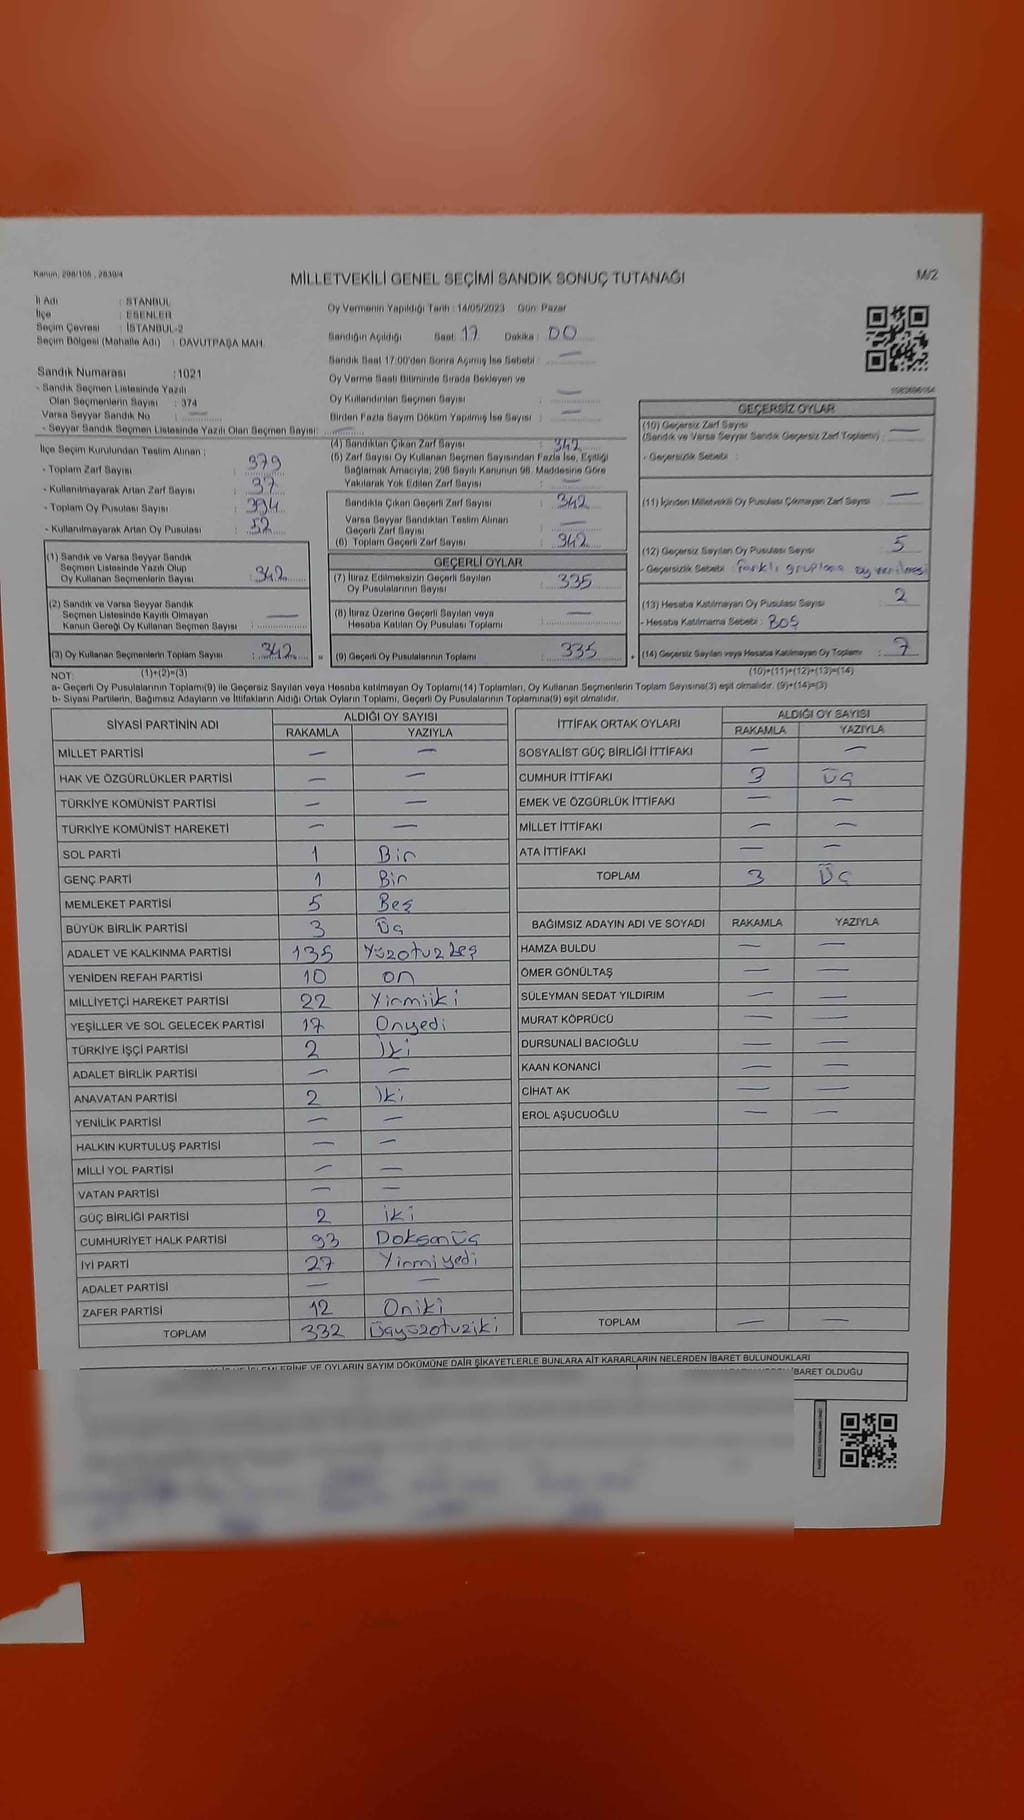 Kanun: 298/105 , 2839/4
MİLLETVEKİLİ GENEL SEÇİMİ SANDIK SONUÇ TUTANAĞI
M/2
İl Adı : STANBUL
İlçe : ESENLER
Seçim Çevresi : İSTANBUL-2
Seçim Bölgesi (Mahalle Adı) : DAVUTPAŞA MAH.
Oy Vermenin Yapıldığı Tarih : 14/05/2023 Gün: Pazar
Sandığın Açıldığı Saat: 17 Dakika : 00
Sandık Saat 17:00'den Sonra Açımış İse Sebebi : —
Oy Verme Saati Bitiminde Sırada Bekleyen ve
Oy Kullandırılan Seçmen Sayısı : —
Birden Fazla Sayım Döküm Yapılmış İse Sayısı : —
Sandık Numarası :1021
- Sandık Seçmen Listesinde Yazılı
Olan Seçmenlerin Sayısı : 374
Varsa Seyyar Sandık No : —
- Seyyar Sandık Seçmen Listesinde Yazılı Olan Seçmen Sayısı: —
İlçe Seçim Kurulundan Teslim Alınan :
- Toplam Zarf Sayısı : 379
- Kullanılmayarak Artan Zarf Sayısı : 37
- Toplam Oy Pusulası Sayısı : 394
- Kullanılmayarak Artan Oy Pusulası : 52
(1) Sandık ve Varsa Seyyar Sandık
Seçmen Listesinde Yazılı Olup
Oy Kullanan Seçmenlerin Sayısı : 342
(2) Sandık ve Varsa Seyyar Sandık
Seçmen Listesinde Kayıtlı Olmayan
Kanun Gereği Oy Kullanan Seçmen Sayısı : —
(3) Oy Kullanan Seçmenlerin Toplam Sayısı : 342 =
(4) Sandıktan Çıkan Zarf Sayısı : 342
(5) Zarf Sayısı Oy Kullanan Seçmen Sayısından Fazla İse, Eşitliği
Sağlamak Amacıyla; 298 Sayılı Kanunun 98. Maddesine Göre
Yakılarak Yok Edilen Zarf Sayısı : —
Sandıkta Çıkan Geçerli Zarf Sayısı : 342
Varsa Seyyar Sandıktan Teslim Alınan
Geçerli Zarf Sayısı : —
(6) Toplam Geçerli Zarf Sayısı : 342
GEÇERLİ OYLAR
(7) İtiraz Edilmeksizin Geçerli Sayılan
Oy Pusulalarının Sayısı : 335
(8) İtiraz Üzerine Geçerli Sayılan veya
Hesaba Katılan Oy Pusulası Toplamı : —
(9) Geçerli Oy Pusulalarının Toplamı : 335 +
GEÇERSİZ OYLAR
(10) Geçersiz Zarf Sayısı
(Sandık ve Varsa Seyyar Sandık Geçersiz Zarf Toplamı) : —
- Geçersizlik Sebebi :
(11) İçinden Milletvekili Oy Pusulası Çıkmayan Zarf Sayısı : —
(12) Geçersiz Sayılan Oy Pusulası Sayısı : 5
- Geçersizlik Sebebi : Farklı gruplara oy verilmesi
(13) Hesaba Katılmayan Oy Pusulası Sayısı : 2
- Hesaba Katılmama Sebebi : BOŞ
(14) Geçersiz Sayılan veya Hesaba Katılmayan Oy Toplamı : 7
NOT: (1)+(2)=(3) (10)+(11)+(12)+(13)=(14)
a- Geçerli Oy Pusulalarının Toplamı(9) ile Geçersiz Sayılan veya Hesaba katılmayan Oy Toplamı(14) Toplamları, Oy Kullanan Seçmenlerin Toplam Sayısına(3) eşit olmalıdır. (9)+(14)=(3)
b- Siyasi Partilerin, Bağımsız Adayların ve İttifakların Aldığı Ortak Oyların Toplamı, Geçerli Oy Pusulalarının Toplamına(9) eşit olmalıdır.
SİYASİ PARTİNİN ADI ALDIĞI OY SAYISI
RAKAMLA YAZIYLA
MİLLET PARTİSİ — —
HAK VE ÖZGÜRLÜKLER PARTİSİ — —
TÜRKİYE KOMÜNİST PARTİSİ — —
TÜRKİYE KOMÜNİST HAREKETİ — —
SOL PARTİ 1 Bir
GENÇ PARTİ 1 Bir
MEMLEKET PARTİSİ 5 Beş
BÜYÜK BİRLİK PARTİSİ 3 Üç
ADALET VE KALKINMA PARTİSİ 135 Yüzotuzbeş
YENİDEN REFAH PARTİSİ 10 on
MİLLİYETÇİ HAREKET PARTİSİ 22 Yirmiiki
YEŞİLLER VE SOL GELECEK PARTİSİ 17 Onyedi
TÜRKİYE İŞÇİ PARTİSİ 2 İki
ADALET BİRLİK PARTİSİ — —
ANAVATAN PARTİSİ 2 İki
YENİLİK PARTİSİ — —
HALKIN KURTULUŞ PARTİSİ — —
MİLLİ YOL PARTİSİ — —
VATAN PARTİSİ — —
GÜÇ BİRLİĞİ PARTİSİ 2 iki
CUMHURİYET HALK PARTİSİ 93 Doksanüç
İYİ PARTİ 27 Yirmiyedi
ADALET PARTİSİ — —
ZAFER PARTİSİ 12 Oniki
TOPLAM 332 Üçyüzotuziki
İTTİFAK ORTAK OYLARI ALDIĞI OY SAYISI
RAKAMLA YAZIYLA
SOSYALİST GÜÇ BİRLİĞİ İTTİFAKI — —
CUMHUR İTTİFAKI 3 Üç
EMEK VE ÖZGÜRLÜK İTTİFAKI — —
MİLLET İTTİFAKI — —
ATA İTTİFAKI — —
TOPLAM 3 Üç
BAĞIMSIZ ADAYIN ADI VE SOYADI RAKAMLA YAZIYLA
HAMZA BULDU — —
ÖMER GÖNÜLTAŞ — —
SÜLEYMAN SEDAT YILDIRIM — —
MURAT KÖPRÜCÜ — —
DURSUNALİ BACIOĞLU — —
KAAN KONANCİ — —
CİHAT AK — —
EROL AŞUCUOĞLU — —
TOPLAM — —
VE OYLARIN SAYIM DÖKÜMÜNE DAİR ŞİKAYETLERLE BUNLARA AİT KARARLARIN NELERDEN İBARET BULUNDUKLARI
İBARET OLDUĞU